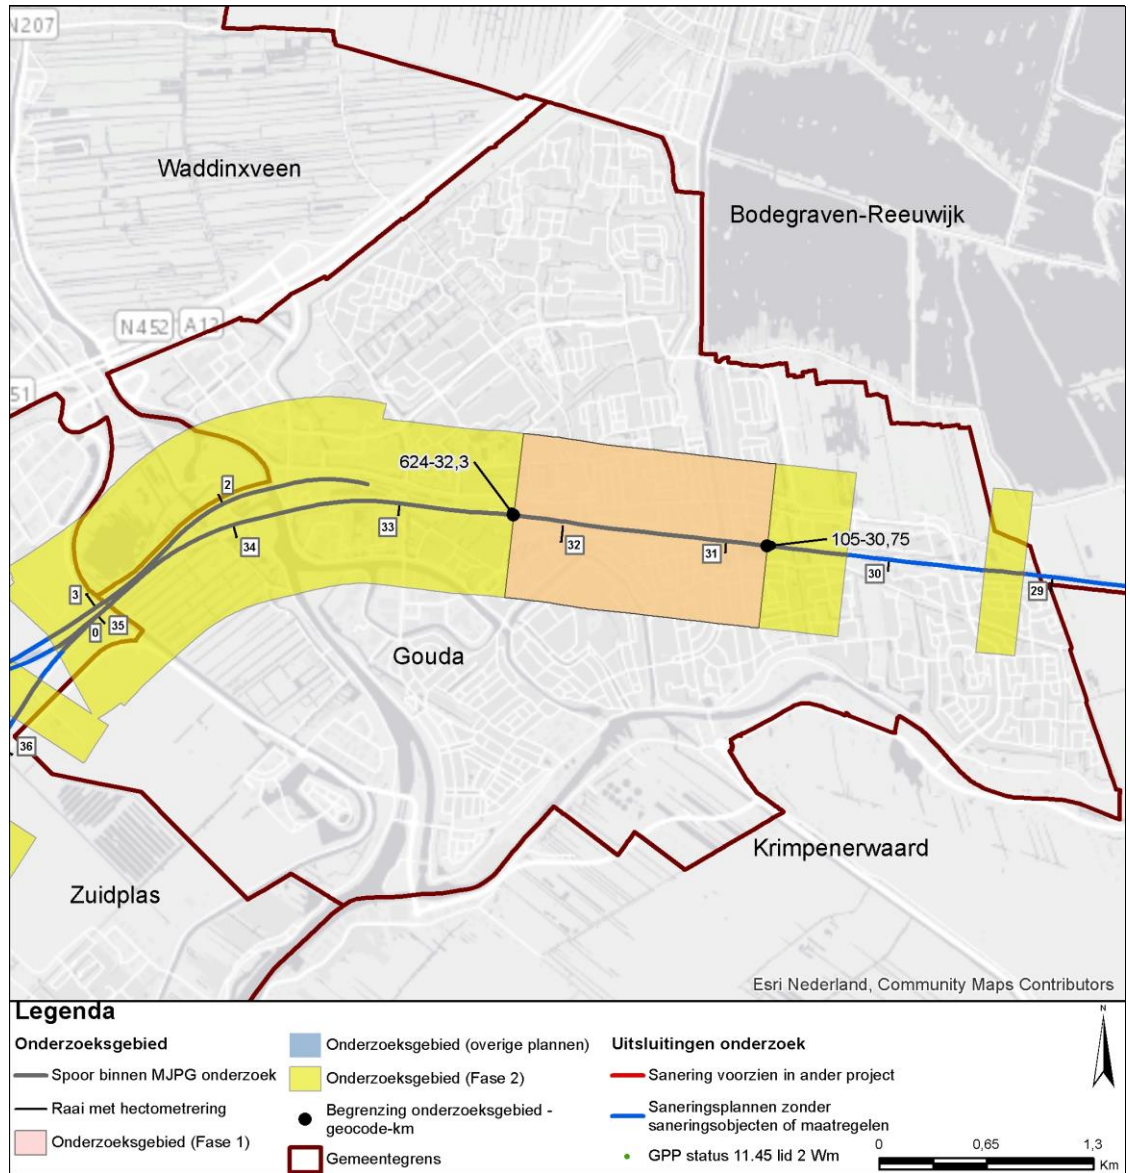 N207
Waddinxveen
Bodegraven-Reeuwijk
N452
A12
51
624-32,3
2
33
34
32
31
105-30,75
30
29
3
0
35
Gouda
36
Krimpenerwaard
Zuidplas
Esri Nederland, Community Maps Contributors
Legenda
Onderzoeksgebied
Spoor binnen MJPG onderzoek
Raai met hectometrering
Onderzoeksgebied (Fase 1)
Onderzoeksgebied (overige plannen)
Onderzoeksgebied (Fase 2)
Begrenzing onderzoeksgebied -
geocode-km
Gemeentegrens
Uitsluitingen onderzoek
Sanering voorzien in ander project
Saneringsplannen zonder
saneringsobjecten of maatregelen
GPP status 11.45 lid 2 Wm
N
0 0,65 1,3
Km